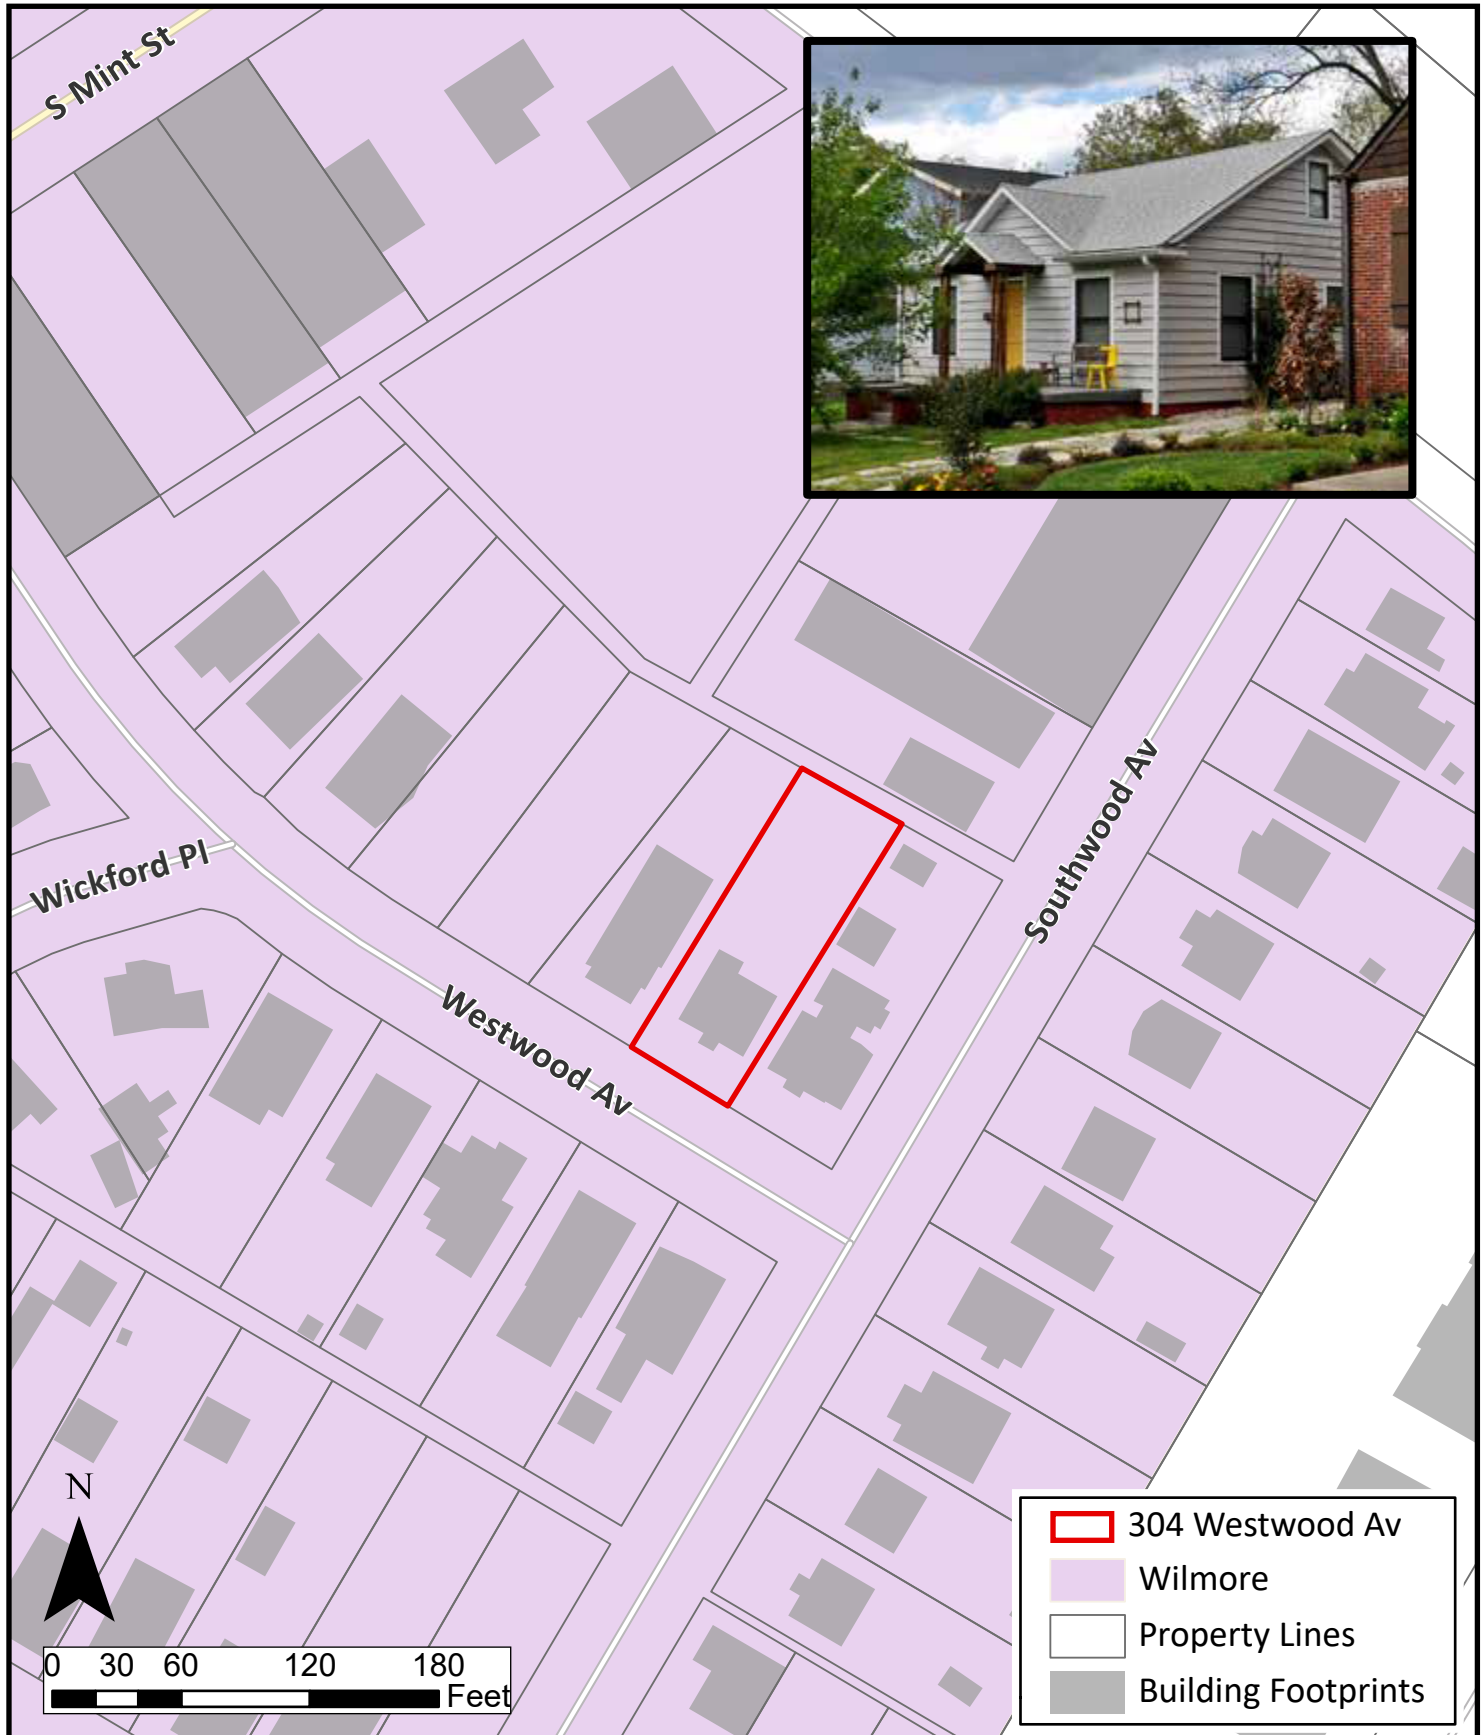 S Mint St
Wickford Pl
Westwood Av
Southwood Av
N
0 30 60 120 180
Feet
304 Westwood Av
Wilmore
Property Lines
Building Footprints